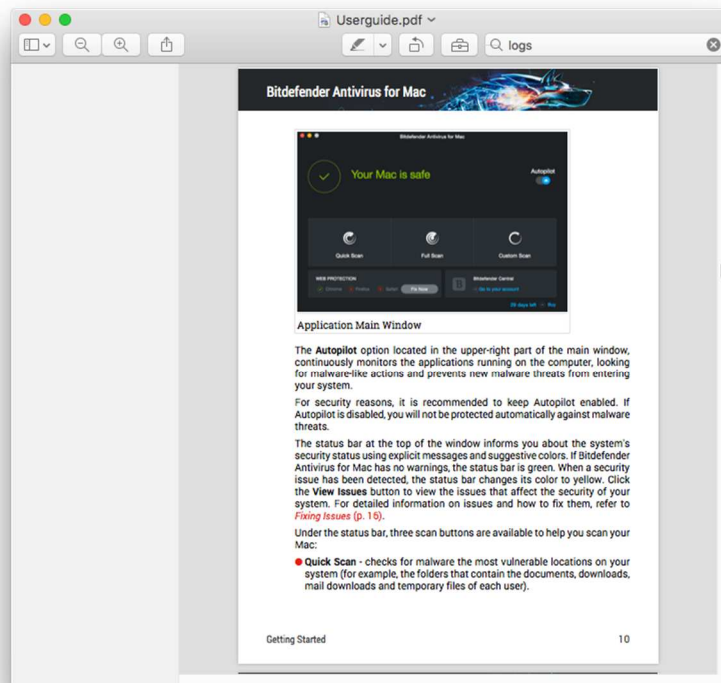 Userguide.pdf
logs
Bitdefender Antivirus for Mac
Bitdefender Antivirus for Mac
Your Mac is safe
Autopilot
Quick Scan
Full Scan
Custom Scan
WEB PROTECTION
Chrome
Firefox
Safari
Fix Now
B
Bitdefender Central
Go to your account
days left
Application Main Window
The Autopilot option located in the upper-right part of the main window,
continuously monitors the applications running on the computer, looking
for malware-like actions and prevents new malware threats from entering
your system.
For security reasons, it is recommended to keep Autopilot enabled. If
Autopilot is disabled, you will not be protected automatically against malware
threats.
The status bar at the top of the window informs you about the system's
security status using explicit messages and suggestive colors. If Bitdefender
Antivirus for Mac has no warnings, the status bar is green. When a security
issue has been detected, the status bar changes its color to yellow. Click
the View Issues button to view the issues that affect the security of your
system. For detailed information on issues and how to fix them, refer to
Fixing Issues (p. 16).
Under the status bar, three scan buttons are available to help you scan your
Mac:
Quick Scan - checks for malware the most vulnerable locations on your
system (for example, the folders that contain the documents, downloads,
mail downloads and temporary files of each user).
Getting Started
10